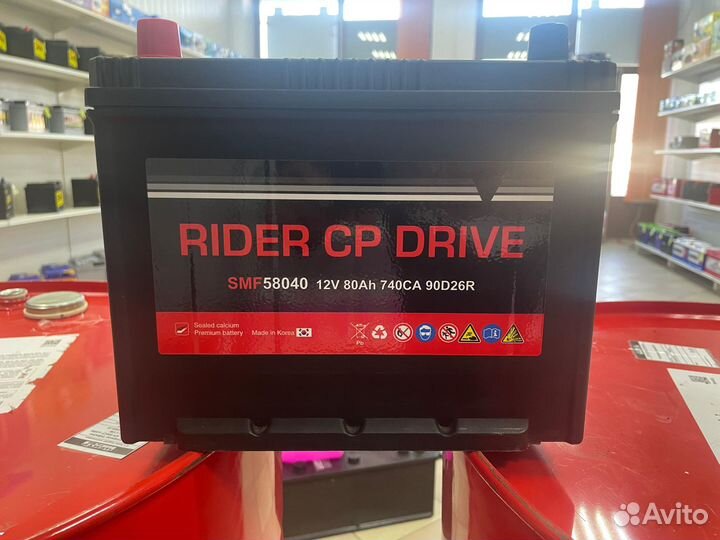 RIDER CP DRIVE
SMF58040 12V 80Ah 740CA 90D26R
Sealed calcium
Premium battery
Made in Korea
Pb
Avito